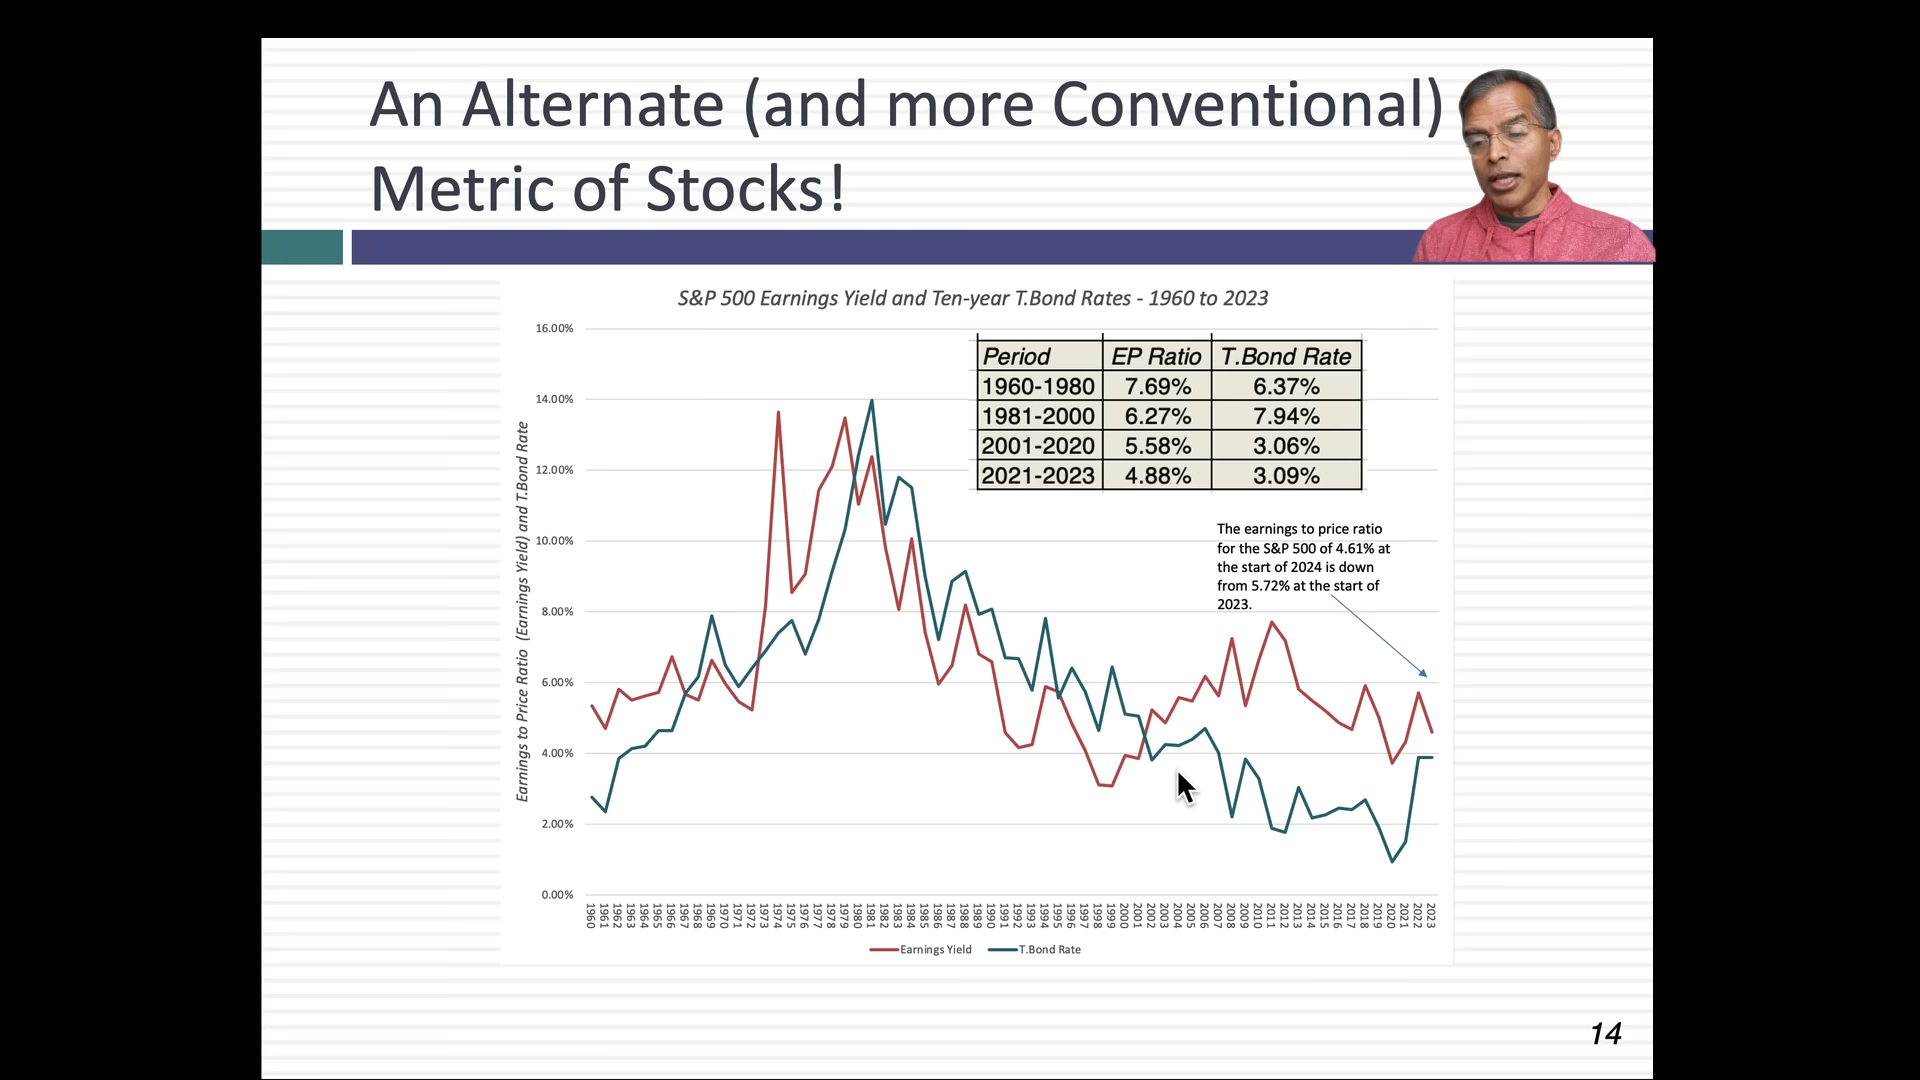 An Alternate (and more Conventional)
Metric of Stocks!
S&P 500 Earnings Yield and Ten-year T.Bond Rates - 1960 to 2023
Earnings to Price Ratio (Earnings Yield) and T.Bond Rate
16.00%
14.00%
12.00%
10.00%
8.00%
6.00%
4.00%
2.00%
0.00%
Period EP Ratio T.Bond Rate
1960-1980 7.69% 6.37%
1981-2000 6.27% 7.94%
2001-2020 5.58% 3.06%
2021-2023 4.88% 3.09%
The earnings to price ratio
for the S&P 500 of 4.61% at
the start of 2024 is down
from 5.72% at the start of
2023.
1960 1961 1962 1963 1964 1965 1966 1967 1968 1969 1970 1971 1972 1973 1974 1975 1976 1977 1978 1979 1980 1981 1982 1983 1984 1985 1986 1987 1988 1989 1990 1991 1992 1993 1994 1995 1996 1997 1998 1999 2000 2001 2002 2003 2004 2005 2006 2007 2008 2009 2010 2011 2012 2013 2014 2015 2016 2017 2018 2019 2020 2021 2022 2023
Earnings Yield T.Bond Rate
14